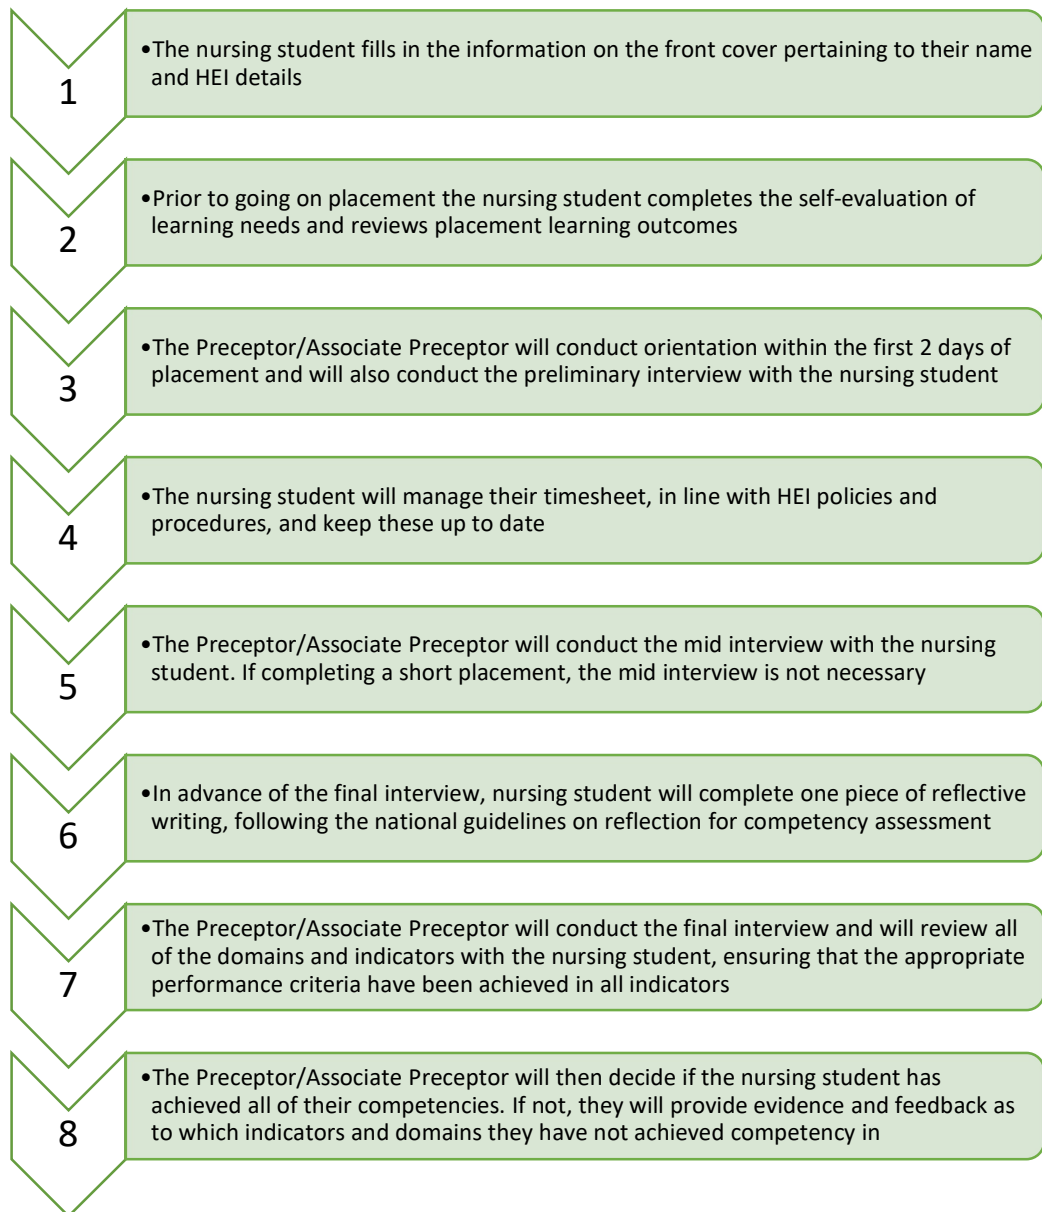 1
•The nursing student fills in the information on the front cover pertaining to their name
and HEI details
2
•Prior to going on placement the nursing student completes the self-evaluation of
learning needs and reviews placement learning outcomes
3
•The Preceptor/Associate Preceptor will conduct orientation within the first 2 days of
placement and will also conduct the preliminary interview with the nursing student
4
•The nursing student will manage their timesheet, in line with HEI policies and
procedures, and keep these up to date
5
•The Preceptor/Associate Preceptor will conduct the mid interview with the nursing
student. If completing a short placement, the mid interview is not necessary
6
•In advance of the final interview, nursing student will complete one piece of reflective
writing, following the national guidelines on reflection for competency assessment
7
•The Preceptor/Associate Preceptor will conduct the final interview and will review all
of the domains and indicators with the nursing student, ensuring that the appropriate
performance criteria have been achieved in all indicators
8
•The Preceptor/Associate Preceptor will then decide if the nursing student has
achieved all of their competencies. If not, they will provide evidence and feedback as
to which indicators and domains they have not achieved competency in